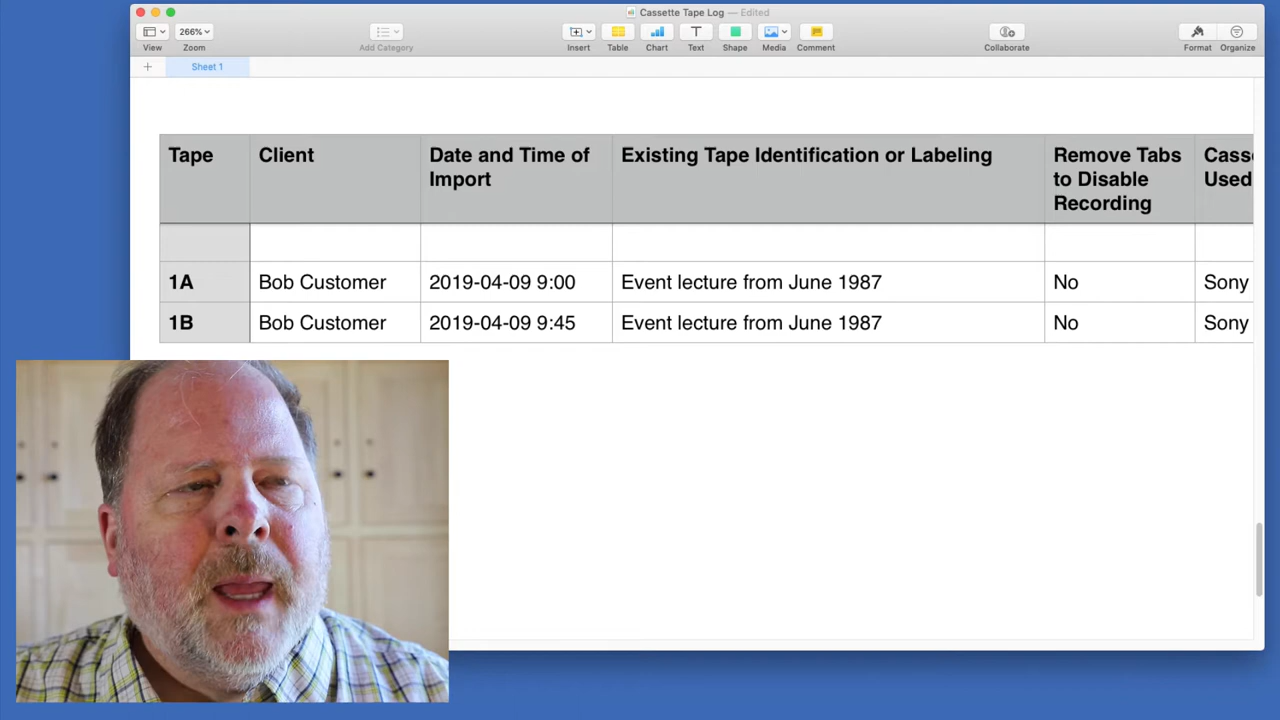 Cassette Tape Log — Edited
266%
View
Zoom
Add Category
Insert
Table
Chart
Text
Shape
Media
Comment
Collaborate
Format
Organize
Sheet 1
Tape
Client
Date and Time of
Import
Existing Tape Identification or Labeling
Remove Tabs
to Disable
Recording
Casse
Used
1A
Bob Customer
2019-04-09 9:00
Event lecture from June 1987
No
Sony
1B
Bob Customer
2019-04-09 9:45
Event lecture from June 1987
No
Sony